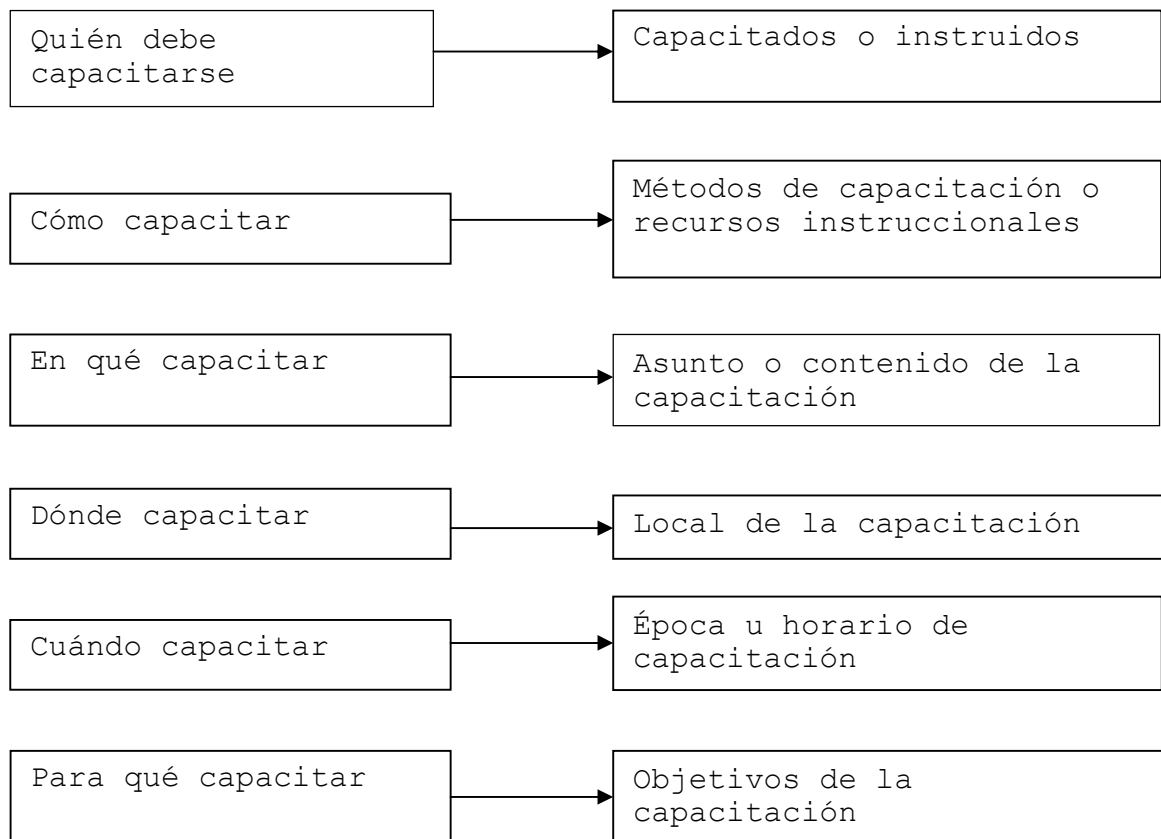 Quién debe
capacitarse
Capacitados o instruidos
Cómo capacitar
Métodos de capacitación o
recursos instruccionales
En qué capacitar
Asunto o contenido de la
capacitación
Dónde capacitar
Local de la capacitación
Cuándo capacitar
Época u horario de
capacitación
Para qué capacitar
Objetivos de la
capacitación